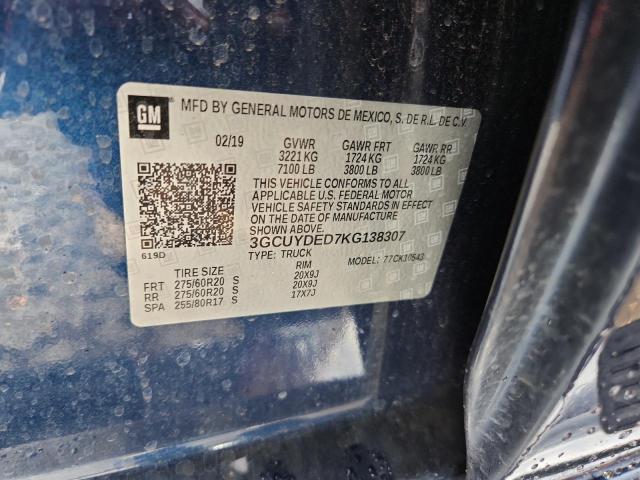 GM
MFD BY GENERAL MOTORS DE MEXICO, S. DE R.L. DE C.V.
02/19 GVWR GAWR FRT GAWR RR
3221 KG 1724 KG 1724 KG
7100 LB 3800 LB 3800 LB
THIS VEHICLE CONFORMS TO ALL
APPLICABLE U.S. FEDERAL MOTOR
VEHICLE SAFETY STANDARDS IN EFFECT
ON THE DATE OF MANUFACTURE
SHOWN ABOVE.
3GCUYDED7KG138307
619D TYPE: TRUCK MODEL: 77CK10543
TIRE SIZE RIM
FRT 275/60R20 S 20X9J
RR 275/60R20 S 20X9J
SPA 255/80R17 S 17X7J